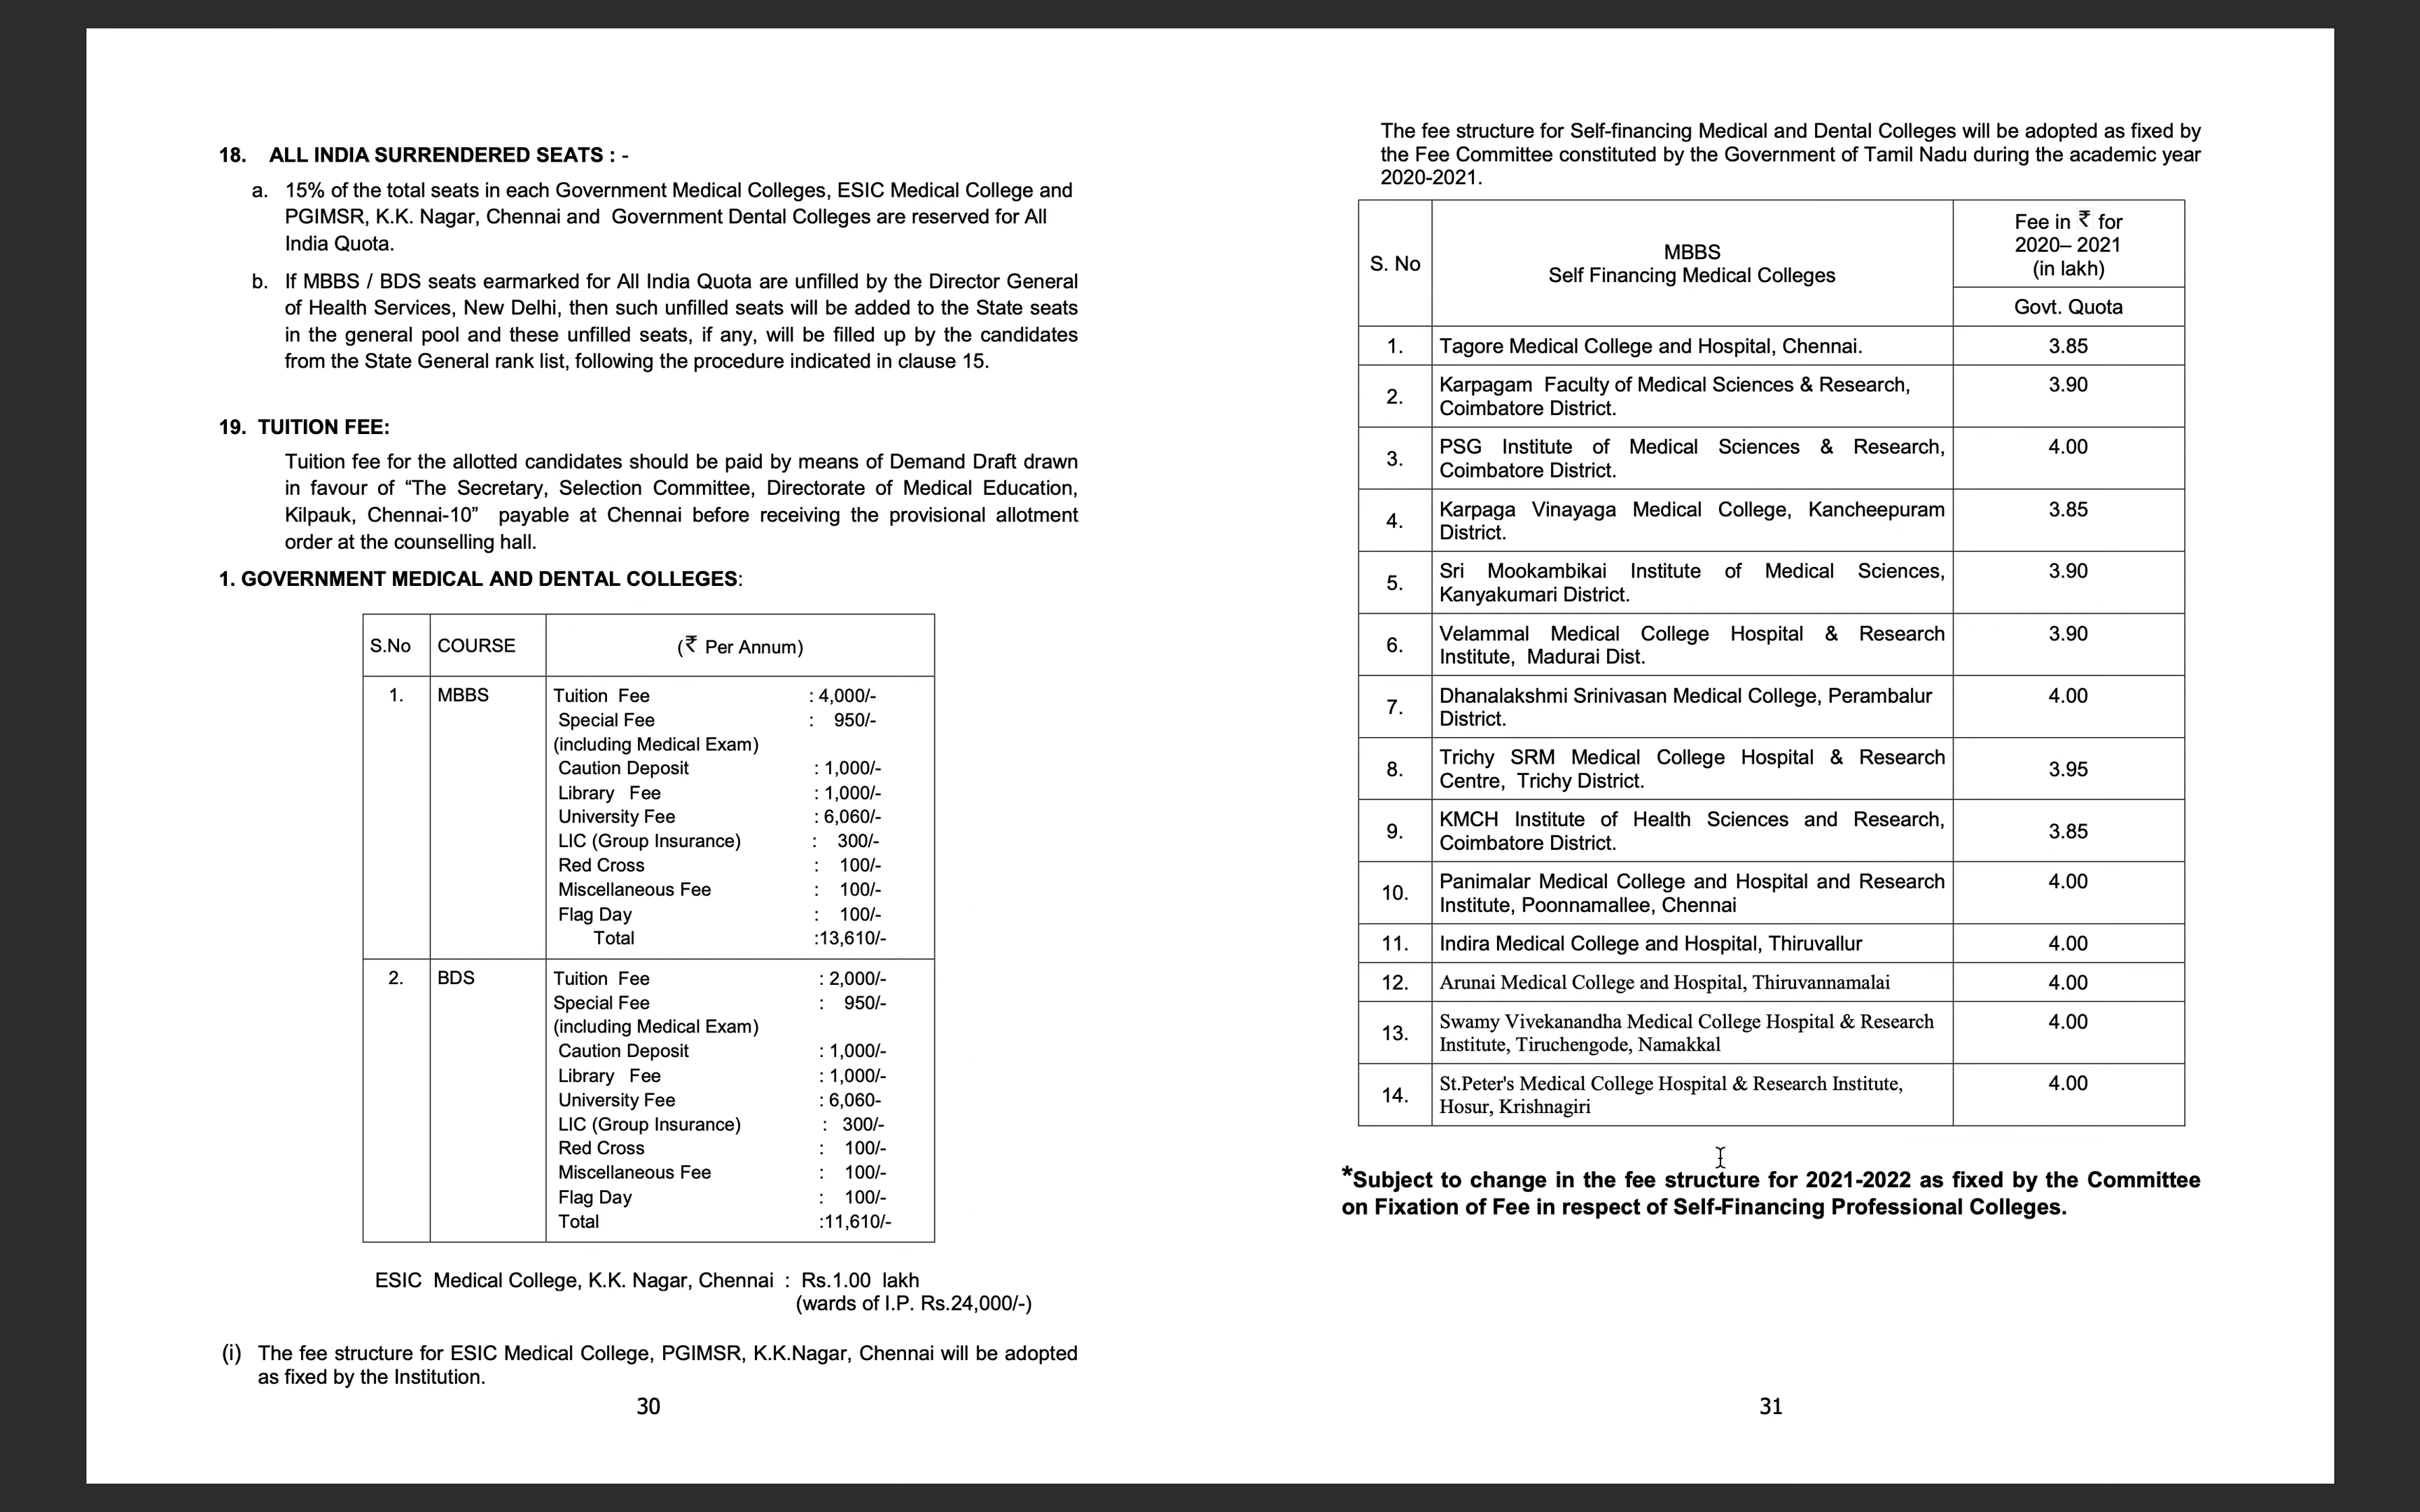 18. ALL INDIA SURRENDERED SEATS : -
a. 15% of the total seats in each Government Medical Colleges, ESIC Medical College and
PGIMSR, K.K. Nagar, Chennai and Government Dental Colleges are reserved for All
India Quota.
b. If MBBS / BDS seats earmarked for All India Quota are unfilled by the Director General
of Health Services, New Delhi, then such unfilled seats will be added to the State seats
in the general pool and these unfilled seats, if any, will be filled up by the candidates
from the State General rank list, following the procedure indicated in clause 15.
19. TUITION FEE:
Tuition fee for the allotted candidates should be paid by means of Demand Draft drawn
in favour of “The Secretary, Selection Committee, Directorate of Medical Education,
Kilpauk, Chennai-10” payable at Chennai before receiving the provisional allotment
order at the counselling hall.
1. GOVERNMENT MEDICAL AND DENTAL COLLEGES:
S.No COURSE (₹ Per Annum)
1. MBBS Tuition Fee : 4,000/-
Special Fee : 950/-
(including Medical Exam)
Caution Deposit : 1,000/-
Library Fee : 1,000/-
University Fee : 6,060/-
LIC (Group Insurance) : 300/-
Red Cross : 100/-
Miscellaneous Fee : 100/-
Flag Day : 100/-
Total :13,610/-
2. BDS Tuition Fee : 2,000/-
Special Fee : 950/-
(including Medical Exam)
Caution Deposit : 1,000/-
Library Fee : 1,000/-
University Fee : 6,060-
LIC (Group Insurance) : 300/-
Red Cross : 100/-
Miscellaneous Fee : 100/-
Flag Day : 100/-
Total :11,610/-
ESIC Medical College, K.K. Nagar, Chennai : Rs.1.00 lakh
(wards of I.P. Rs.24,000/-)
(i) The fee structure for ESIC Medical College, PGIMSR, K.K.Nagar, Chennai will be adopted
as fixed by the Institution.
30
The fee structure for Self-financing Medical and Dental Colleges will be adopted as fixed by
the Fee Committee constituted by the Government of Tamil Nadu during the academic year
2020-2021.
S. No
MBBS
Self Financing Medical Colleges
Fee in ₹ for
2020– 2021
(in lakh)
Govt. Quota
1. Tagore Medical College and Hospital, Chennai. 3.85
2. Karpagam Faculty of Medical Sciences & Research, 3.90
Coimbatore District.
3. PSG Institute of Medical Sciences & Research, 4.00
Coimbatore District.
4. Karpaga Vinayaga Medical College, Kancheepuram 3.85
District.
5. Sri Mookambikai Institute of Medical Sciences, 3.90
Kanyakumari District.
6. Velammal Medical College Hospital & Research 3.90
Institute, Madurai Dist.
7. Dhanalakshmi Srinivasan Medical College, Perambalur 4.00
District.
8. Trichy SRM Medical College Hospital & Research 3.95
Centre, Trichy District.
9. KMCH Institute of Health Sciences and Research, 3.85
Coimbatore District.
10. Panimalar Medical College and Hospital and Research 4.00
Institute, Poonnamallee, Chennai
11. Indira Medical College and Hospital, Thiruvallur 4.00
12. Arunai Medical College and Hospital, Thiruvannamalai 4.00
13. Swamy Vivekanandha Medical College Hospital & Research 4.00
Institute, Tiruchengode, Namakkal
14. St.Peter's Medical College Hospital & Research Institute, 4.00
Hosur, Krishnagiri
*Subject to change in the fee structure for 2021-2022 as fixed by the Committee
on Fixation of Fee in respect of Self-Financing Professional Colleges.
31